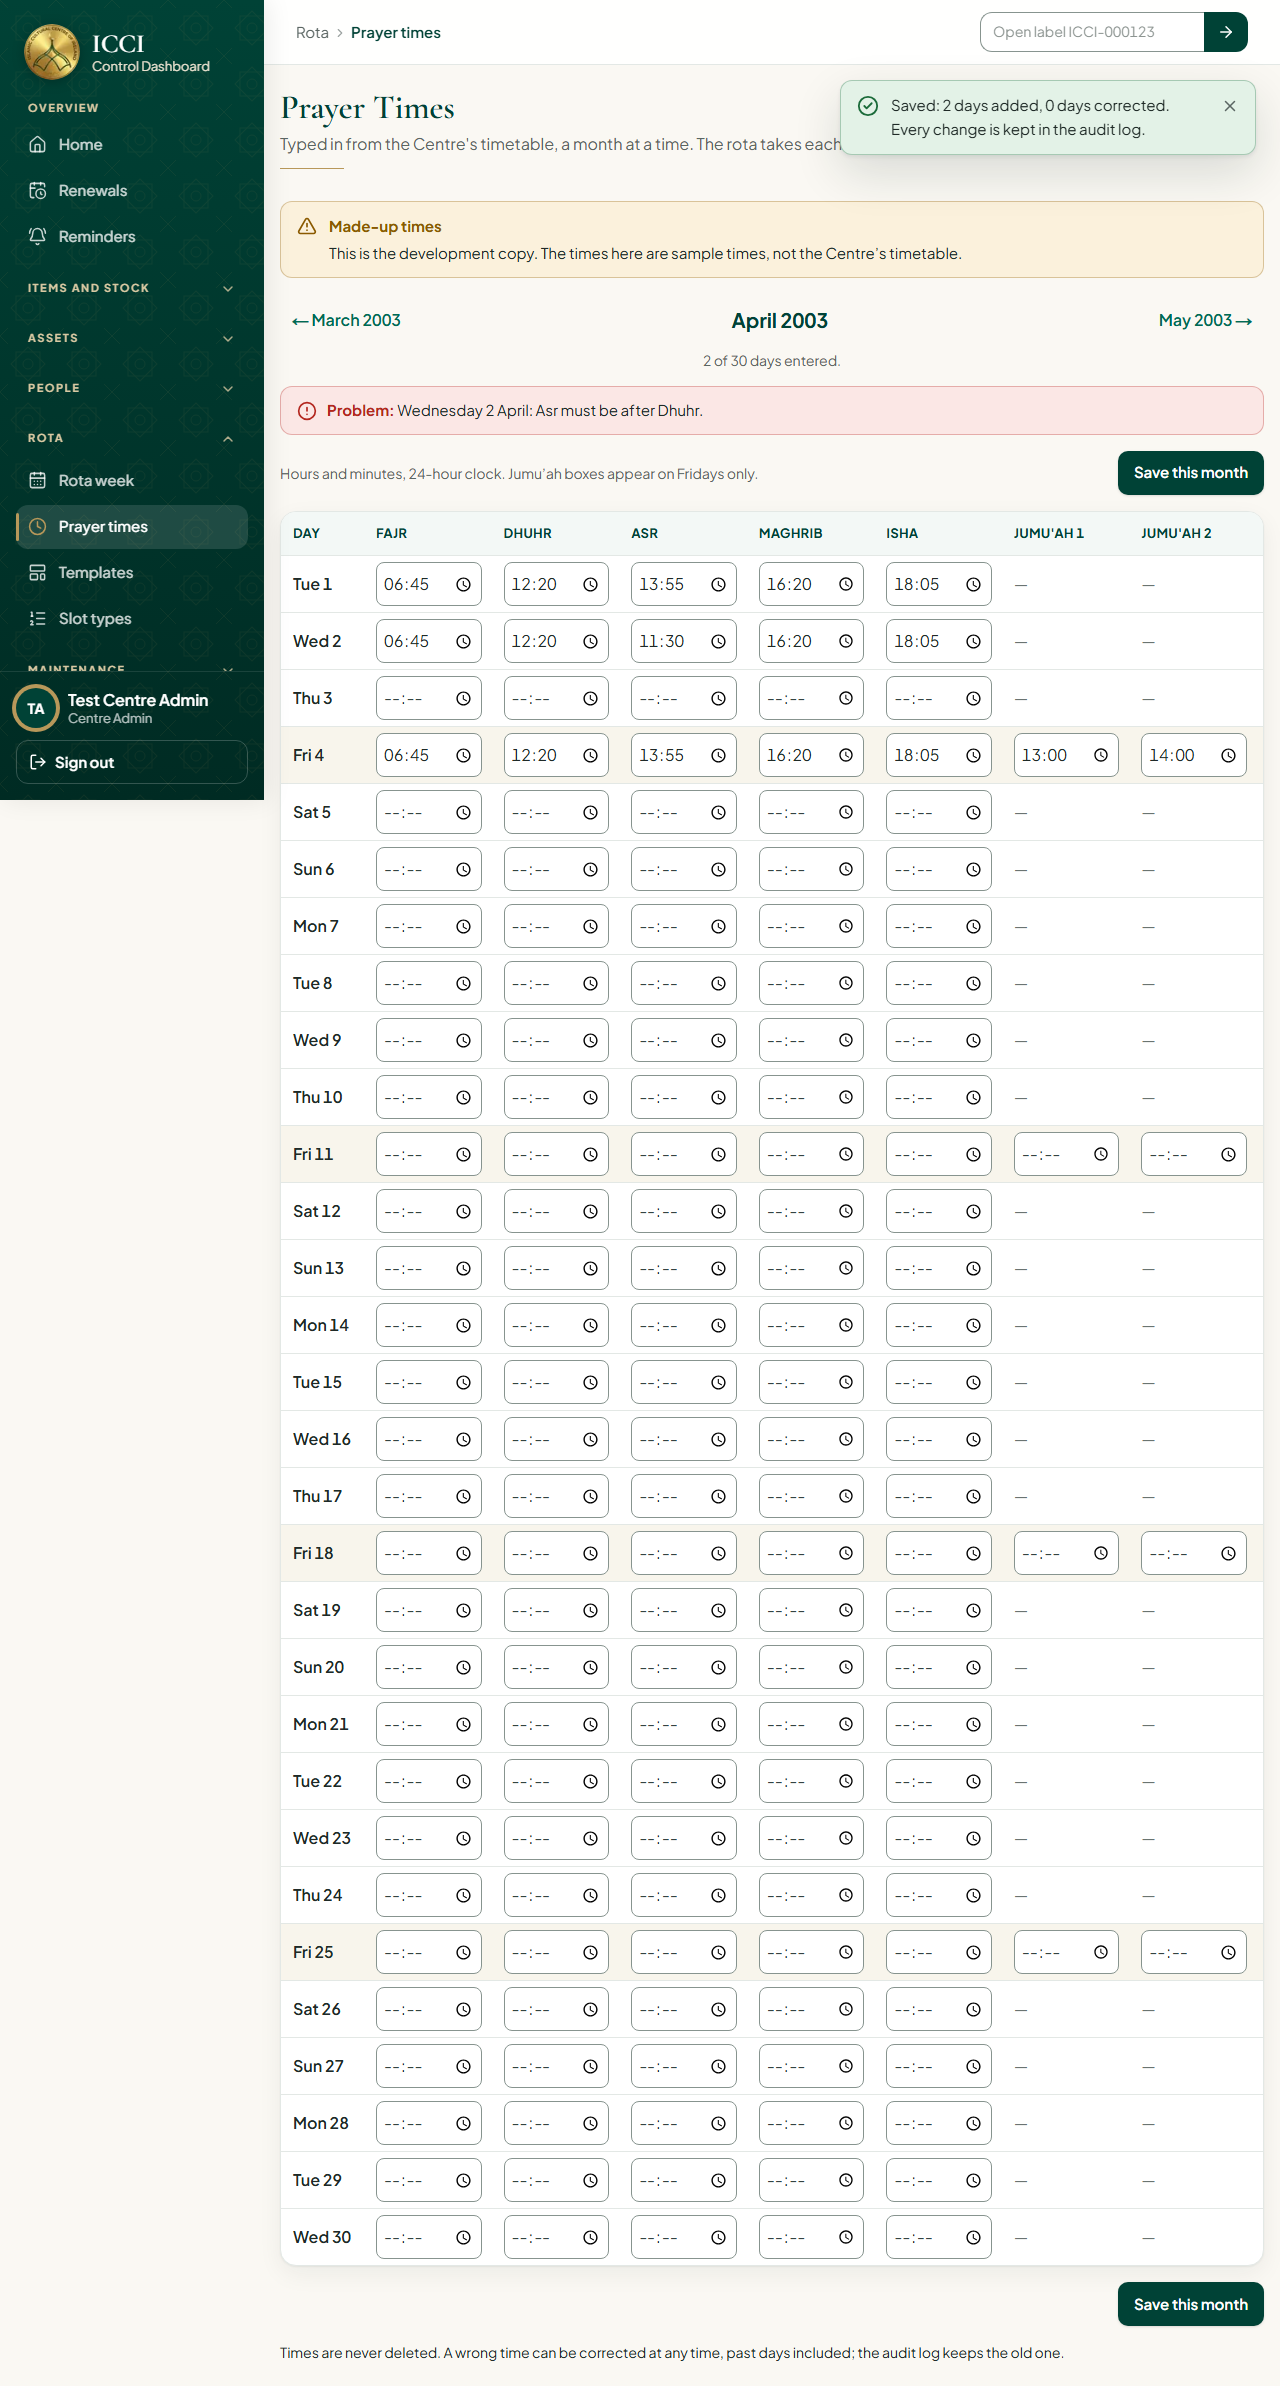 ICCI
Control Dashboard
OVERVIEW
Home
Renewals
Reminders
ITEMS AND STOCK
ASSETS
PEOPLE
ROTA
Rota week
Prayer times
Templates
Slot types
MAINTENANCE
TA
Test Centre Admin
Centre Admin
Sign out
Rota > Prayer times
Open label ICCI-000123
Prayer Times
Typed in from the Centre's timetable, a month at a time. The rota takes each
Saved: 2 days added, 0 days corrected.
Every change is kept in the audit log.
Made-up times
This is the development copy. The times here are sample times, not the Centre's timetable.
← March 2003
April 2003
May 2003 →
2 of 30 days entered.
Problem: Wednesday 2 April: Asr must be after Dhuhr.
Hours and minutes, 24-hour clock. Jumu'ah boxes appear on Fridays only.
Save this month
DAY FAJR DHUHR ASR MAGHRIB ISHA JUMU'AH 1 JUMU'AH 2
Tue 1 06:45 12:20 13:55 16:20 18:05 — —
Wed 2 06:45 12:20 11:30 16:20 18:05 — —
Thu 3 --:-- --:-- --:-- --:-- --:-- — —
Fri 4 06:45 12:20 13:55 16:20 18:05 13:00 14:00
Sat 5 --:-- --:-- --:-- --:-- --:-- — —
Sun 6 --:-- --:-- --:-- --:-- --:-- — —
Mon 7 --:-- --:-- --:-- --:-- --:-- — —
Tue 8 --:-- --:-- --:-- --:-- --:-- — —
Wed 9 --:-- --:-- --:-- --:-- --:-- — —
Thu 10 --:-- --:-- --:-- --:-- --:-- — —
Fri 11 --:-- --:-- --:-- --:-- --:-- --:-- --:--
Sat 12 --:-- --:-- --:-- --:-- --:-- — —
Sun 13 --:-- --:-- --:-- --:-- --:-- — —
Mon 14 --:-- --:-- --:-- --:-- --:-- — —
Tue 15 --:-- --:-- --:-- --:-- --:-- — —
Wed 16 --:-- --:-- --:-- --:-- --:-- — —
Thu 17 --:-- --:-- --:-- --:-- --:-- — —
Fri 18 --:-- --:-- --:-- --:-- --:-- --:-- --:--
Sat 19 --:-- --:-- --:-- --:-- --:-- — —
Sun 20 --:-- --:-- --:-- --:-- --:-- — —
Mon 21 --:-- --:-- --:-- --:-- --:-- — —
Tue 22 --:-- --:-- --:-- --:-- --:-- — —
Wed 23 --:-- --:-- --:-- --:-- --:-- — —
Thu 24 --:-- --:-- --:-- --:-- --:-- — —
Fri 25 --:-- --:-- --:-- --:-- --:-- --:-- --:--
Sat 26 --:-- --:-- --:-- --:-- --:-- — —
Sun 27 --:-- --:-- --:-- --:-- --:-- — —
Mon 28 --:-- --:-- --:-- --:-- --:-- — —
Tue 29 --:-- --:-- --:-- --:-- --:-- — —
Wed 30 --:-- --:-- --:-- --:-- --:-- — —
Save this month
Times are never deleted. A wrong time can be corrected at any time, past days included; the audit log keeps the old one.